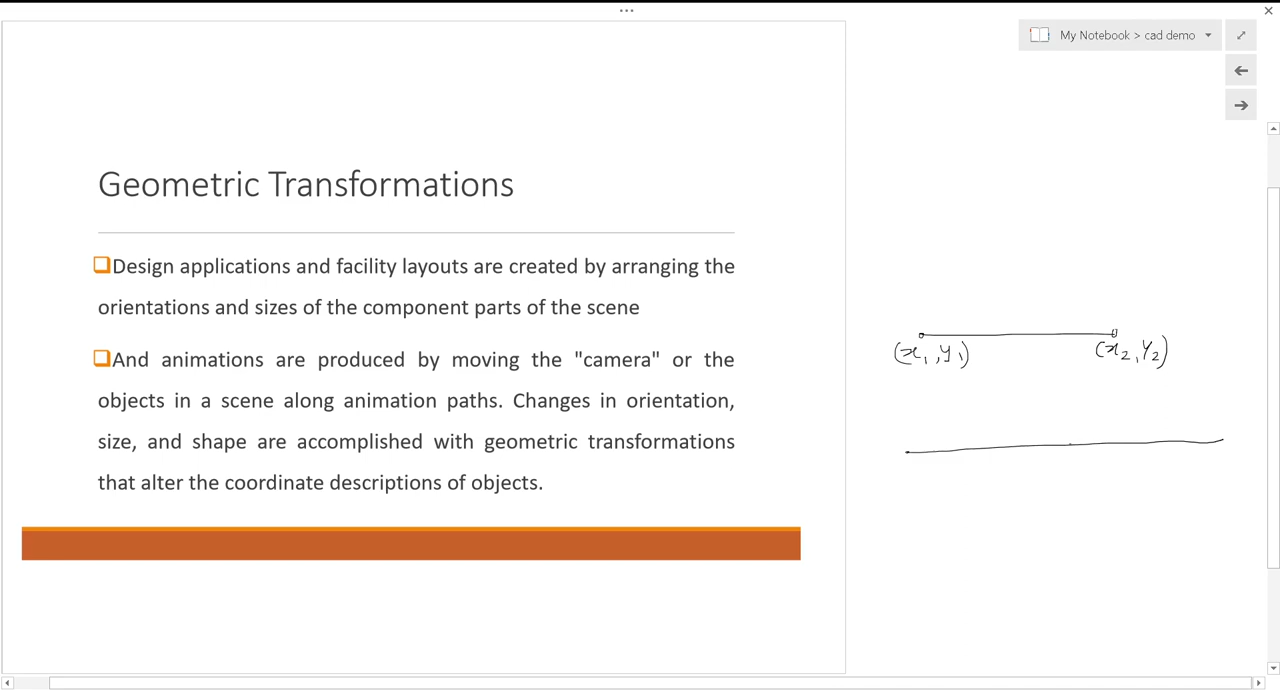 My Notebook > cad demo
Geometric Transformations
Design applications and facility layouts are created by arranging the
orientations and sizes of the component parts of the scene
And animations are produced by moving the "camera" or the
objects in a scene along animation paths. Changes in orientation,
size, and shape are accomplished with geometric transformations
that alter the coordinate descriptions of objects.
(x₁, y₁)
(x₂, y₂)